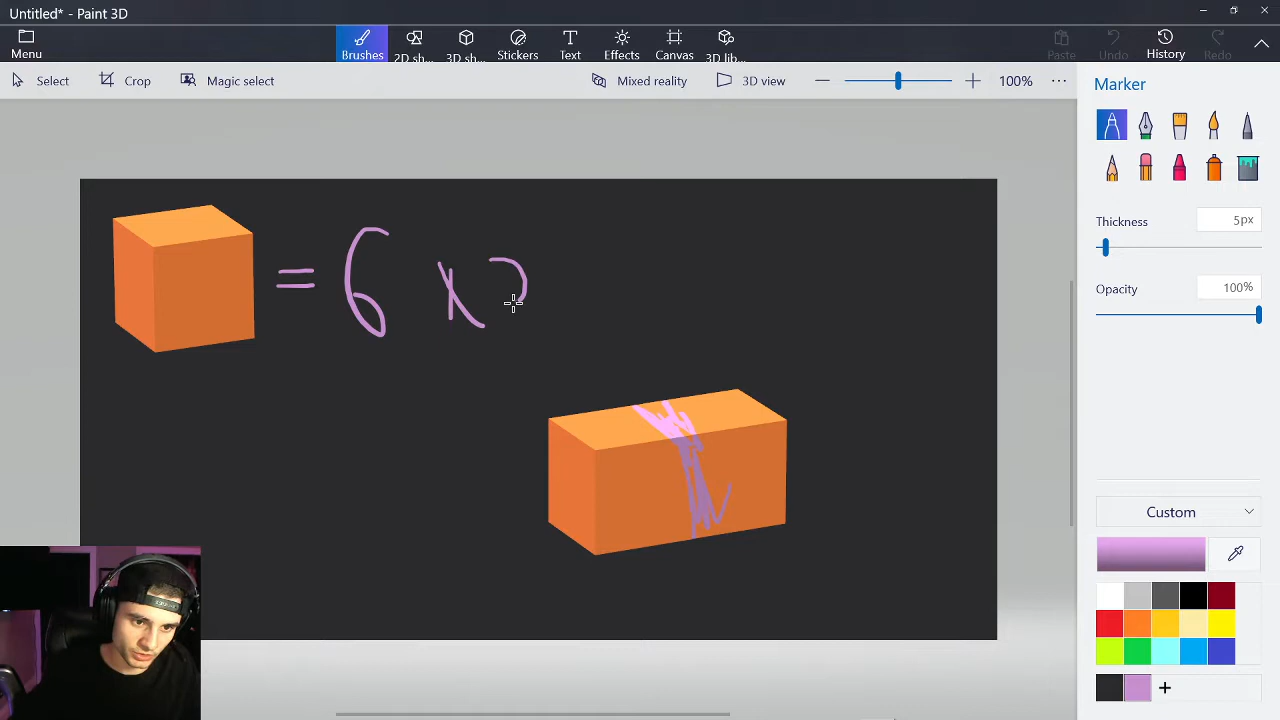 Untitled* - Paint 3D
Menu
Brushes
2D sh...
3D sh...
Stickers
Text
Effects
Canvas
3D lib...
Paste
Undo
History
Redo
Select
Crop
Magic select
Mixed reality
3D view
100%
Marker
Thickness
5px
Opacity
100%
= 6 x
Custom